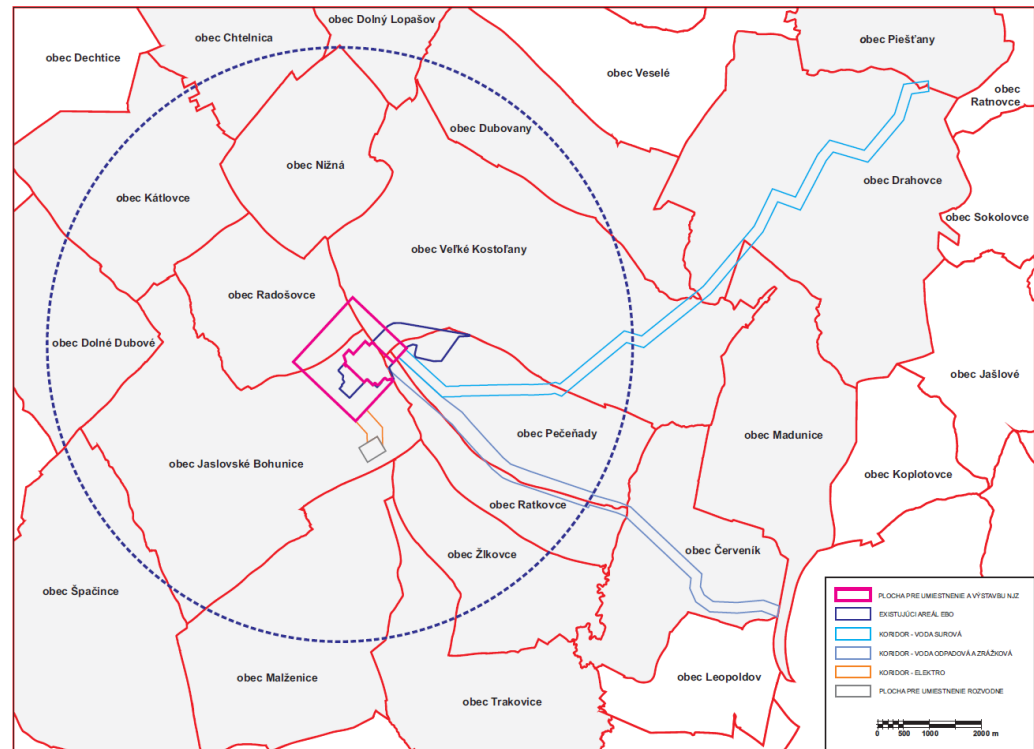 obec Dolný Lopašov
obec Chtelnica
obec Piešťany
obec Dechtice
obec Veselé
obec
Ratnovce
obec Dubovany
obec Nižná
obec Drahovce
obec Kátlovce
obec Sokolovce
obec Veľké Kostoľany
obec Radošovce
obec Dolné Dubové
obec Jašlové
obec Pečeňady
obec Madunice
obec Jaslovské Bohunice
obec Koplotovce
obec Ratkovce
obec Žlkovce
obec Červeník
obec Špačince
obec Malženice
obec Leopoldov
obec Trakovice
PLOCHA PRE UMIESTNENIE A VÝSTAVBU NJZ
EXISTUJÚCI AREÁL EBO
KORIDOR - VODA SUROVÁ
KORIDOR - VODA ODPADOVÁ A ZRÁŽKOVÁ
KORIDOR - ELEKTRO
PLOCHA PRE UMIESTNENIE ROZVODNE
0 500 1000 2000 m